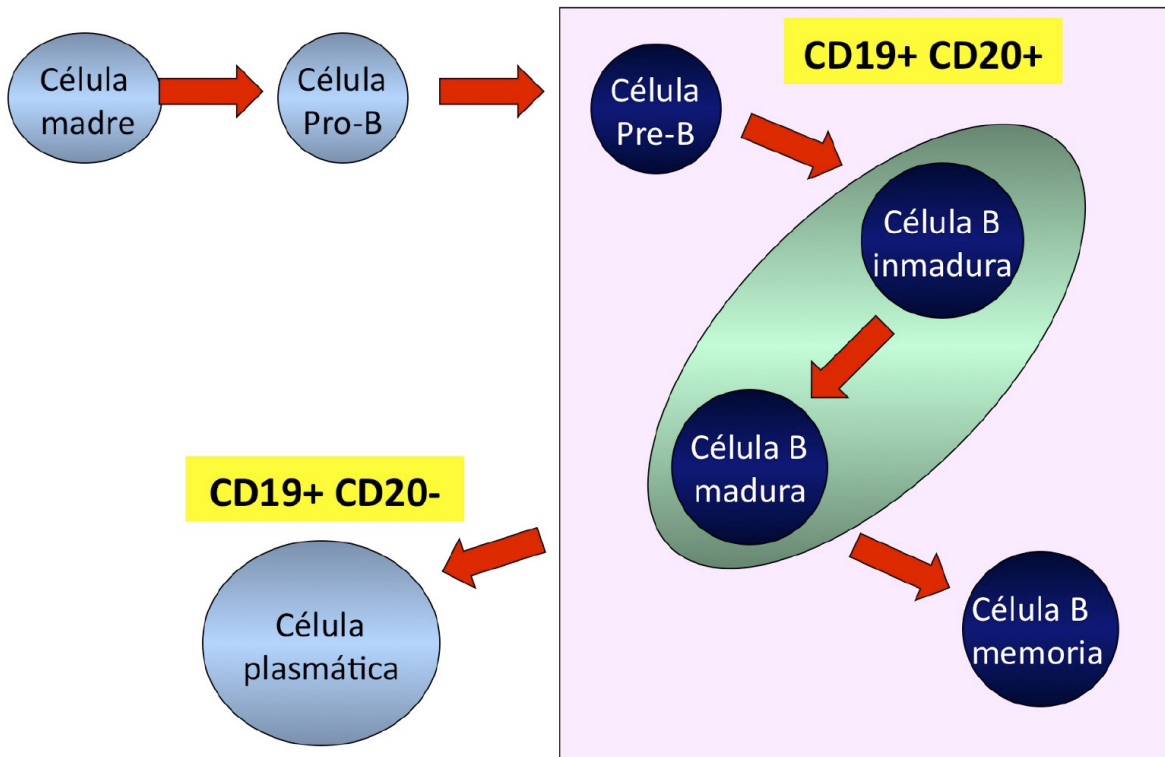 Célula
madre
Célula
Pro-B
CD19+ CD20+
Célula
Pre-B
Célula B
inmadura
Célula B
madura
CD19+ CD20-
Célula
plasmática
Célula B
memoria